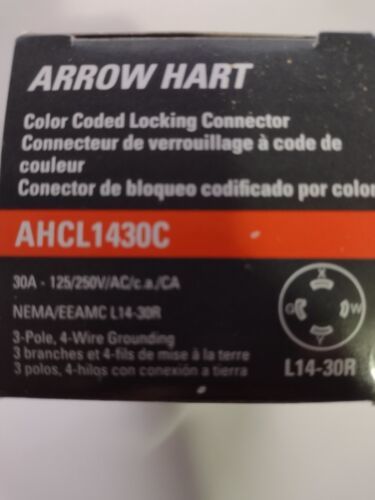 ARROW HART
Color Coded Locking Connector
Connecteur de verrouillage à code de
couleur
Conector de bloqueo codificado por color
AHCL1430C
30A - 125/250V/AC/c.a./CA
NEMA/EEAMC L14-30R
3-Pole, 4-Wire Grounding
3 branches et 4-fils de mise à la terre
3 polos, 4-hilos con conexión a tierra
X
G W
Y
L14-30R